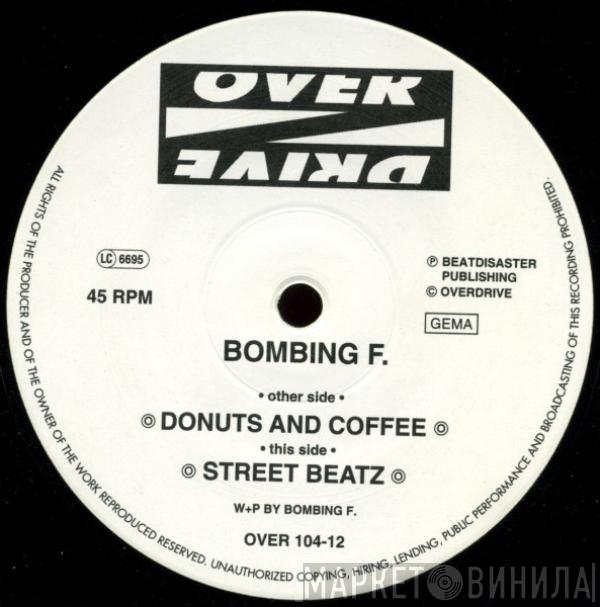 OVER
DRIVE
LC 6695
45 RPM
℗ BEATDISASTER
PUBLISHING
© OVERDRIVE
GEMA
BOMBING F.
• other side •
◎ DONUTS AND COFFEE ◎
• this side •
◎ STREET BEATZ ◎
W+P BY BOMBING F.
OVER 104-12
ALL RIGHTS OF THE PRODUCER AND OF THE OWNER OF THE WORK REPRODUCED RESERVED. UNAUTHORIZED COPYING, HIRING, LENDING, PUBLIC PERFORMANCE AND BROADCASTING OF THIS RECORDING PROHIBITED.
МАРКЕТ ВИНИЛА